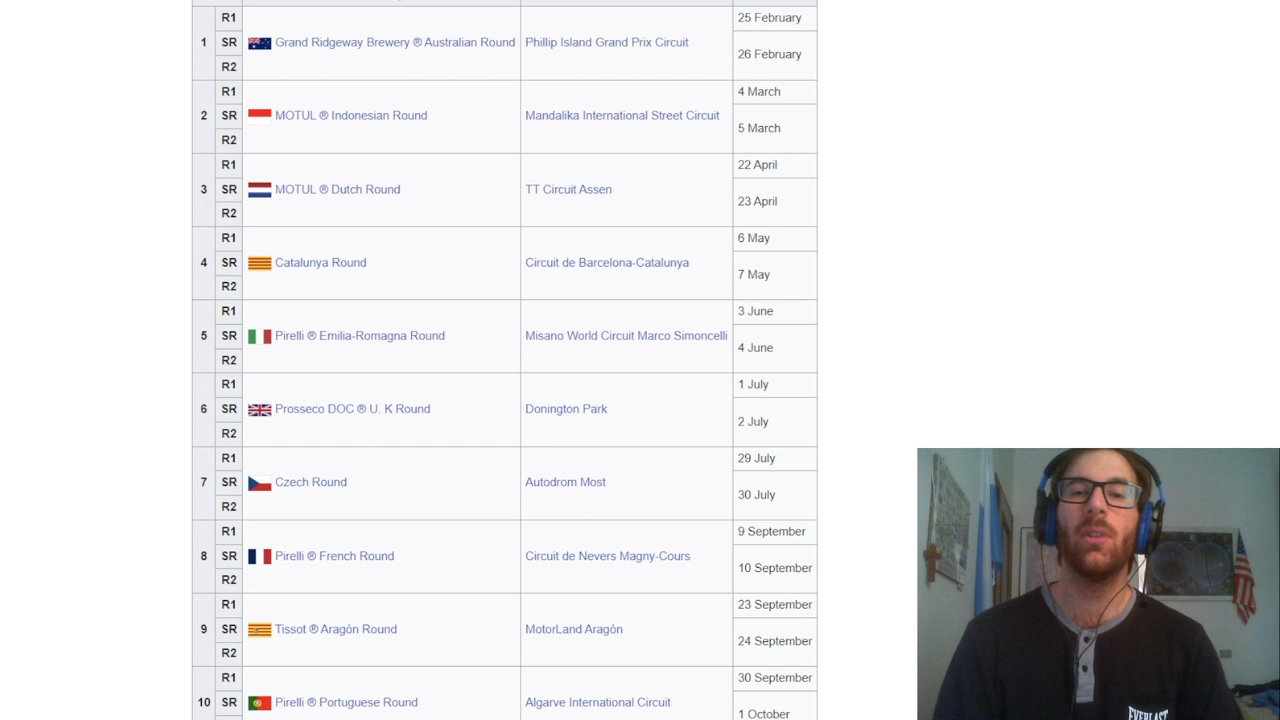 R1 25 February
1 SR Grand Ridgeway Brewery ® Australian Round Phillip Island Grand Prix Circuit
R2 26 February
R1 4 March
2 SR MOTUL ® Indonesian Round Mandalika International Street Circuit
R2 5 March
R1 22 April
3 SR MOTUL ® Dutch Round TT Circuit Assen
R2 23 April
R1 6 May
4 SR Catalunya Round Circuit de Barcelona-Catalunya
R2 7 May
R1 3 June
5 SR Pirelli ® Emilia-Romagna Round Misano World Circuit Marco Simoncelli
R2 4 June
R1 1 July
6 SR Prosseco DOC ® U. K Round Donington Park
R2 2 July
R1 29 July
7 SR Czech Round Autodrom Most
R2 30 July
R1 9 September
8 SR Pirelli ® French Round Circuit de Nevers Magny-Cours
R2 10 September
R1 23 September
9 SR Tissot ® Aragón Round MotorLand Aragón
R2 24 September
R1 30 September
10 SR Pirelli ® Portuguese Round Algarve International Circuit
1 October
EVERLAST